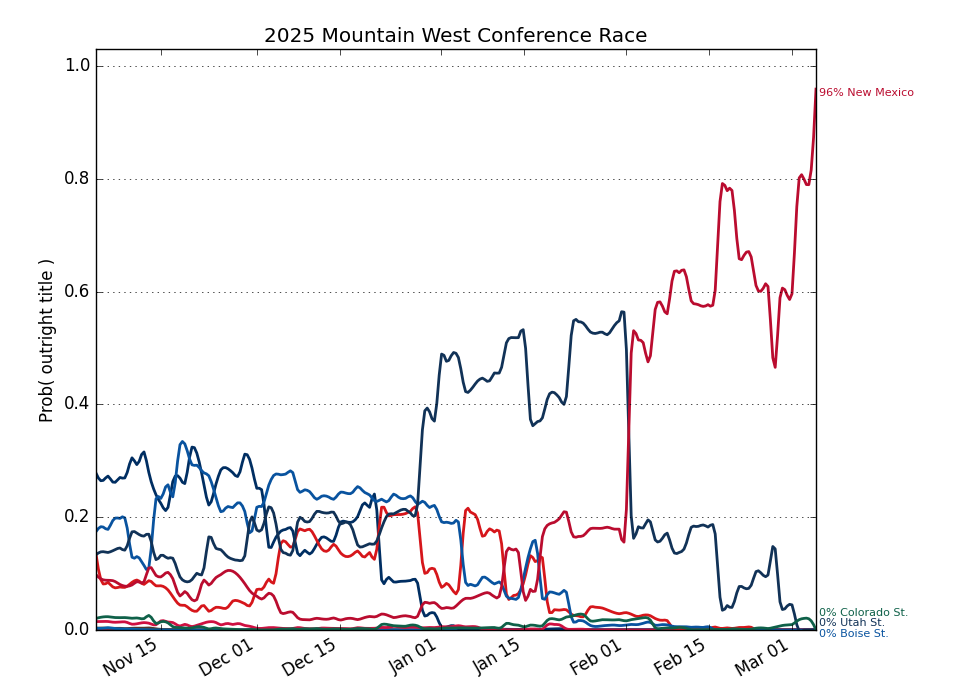 2025 Mountain West Conference Race
Prob( outright title )
1.0
0.8
0.6
0.4
0.2
0.0
Nov 15
Dec 01
Dec 15
Jan 01
Jan 15
Feb 01
Feb 15
Mar 01
96% New Mexico
0% Colorado St.
0% Utah St.
0% Boise St.